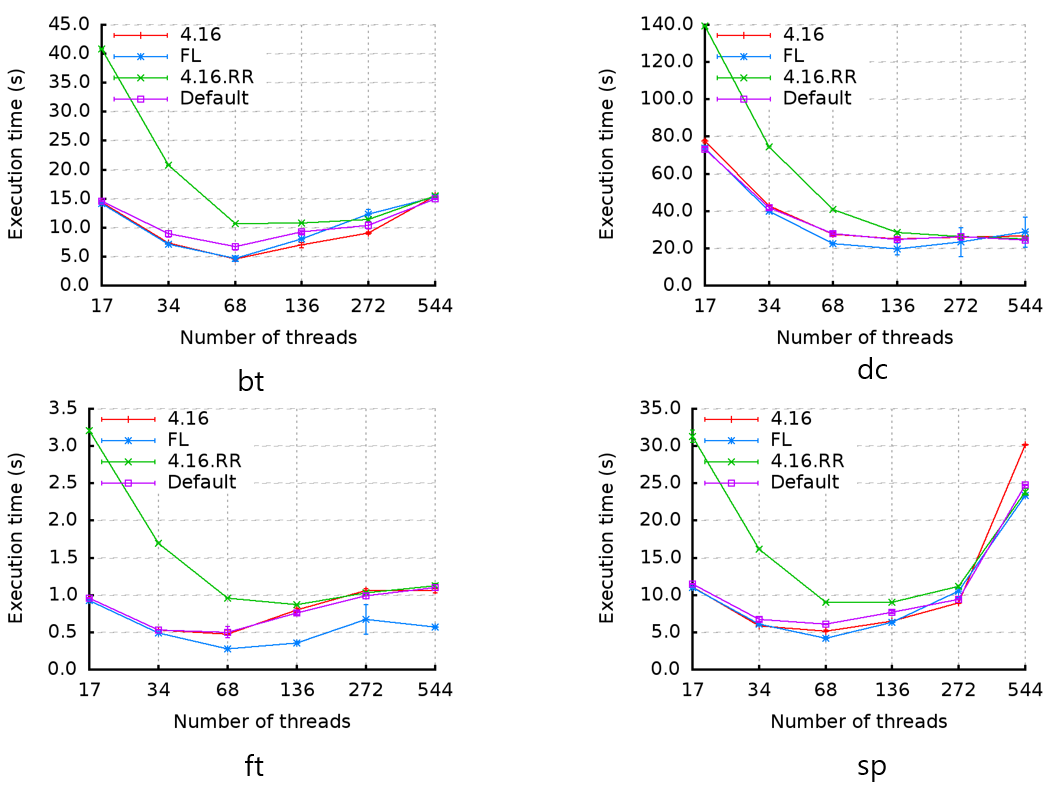 45.0
40.0
35.0
30.0
25.0
20.0
15.0
10.0
5.0
0.0
Execution time (s)
4.16
FL
4.16.RR
Default
17 34 68 136 272 544
Number of threads
bt
140.0
120.0
100.0
80.0
60.0
40.0
20.0
0.0
Execution time (s)
4.16
FL
4.16.RR
Default
17 34 68 136 272 544
Number of threads
dc
3.5
3.0
2.5
2.0
1.5
1.0
0.5
0.0
Execution time (s)
4.16
FL
4.16.RR
Default
17 34 68 136 272 544
Number of threads
ft
35.0
30.0
25.0
20.0
15.0
10.0
5.0
0.0
Execution time (s)
4.16
FL
4.16.RR
Default
17 34 68 136 272 544
Number of threads
sp